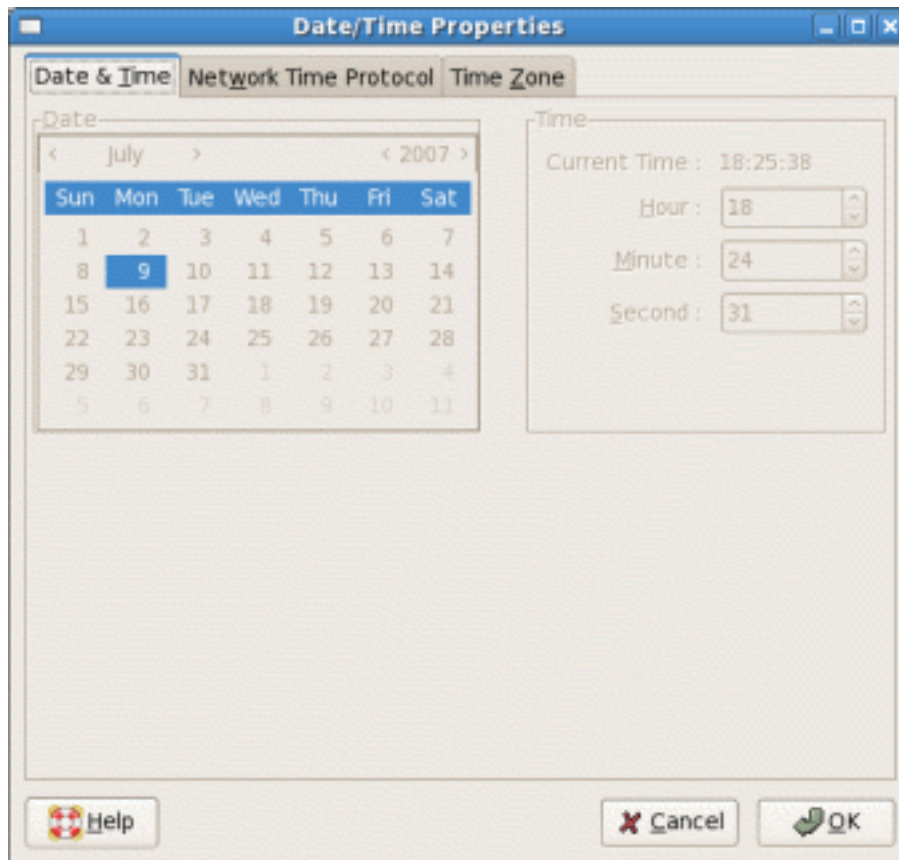 Date/Time Properties
Date & Time Network Time Protocol Time Zone
Date
< July > < 2007 >
Sun Mon Tue Wed Thu Fri Sat
1 2 3 4 5 6 7
8 9 10 11 12 13 14
15 16 17 18 19 20 21
22 23 24 25 26 27 28
29 30 31 1 2 3 4
5 6 7 8 9 10 11
Time
Current Time : 18:25:38
Hour : 18
Minute : 24
Second : 31
Help Cancel OK